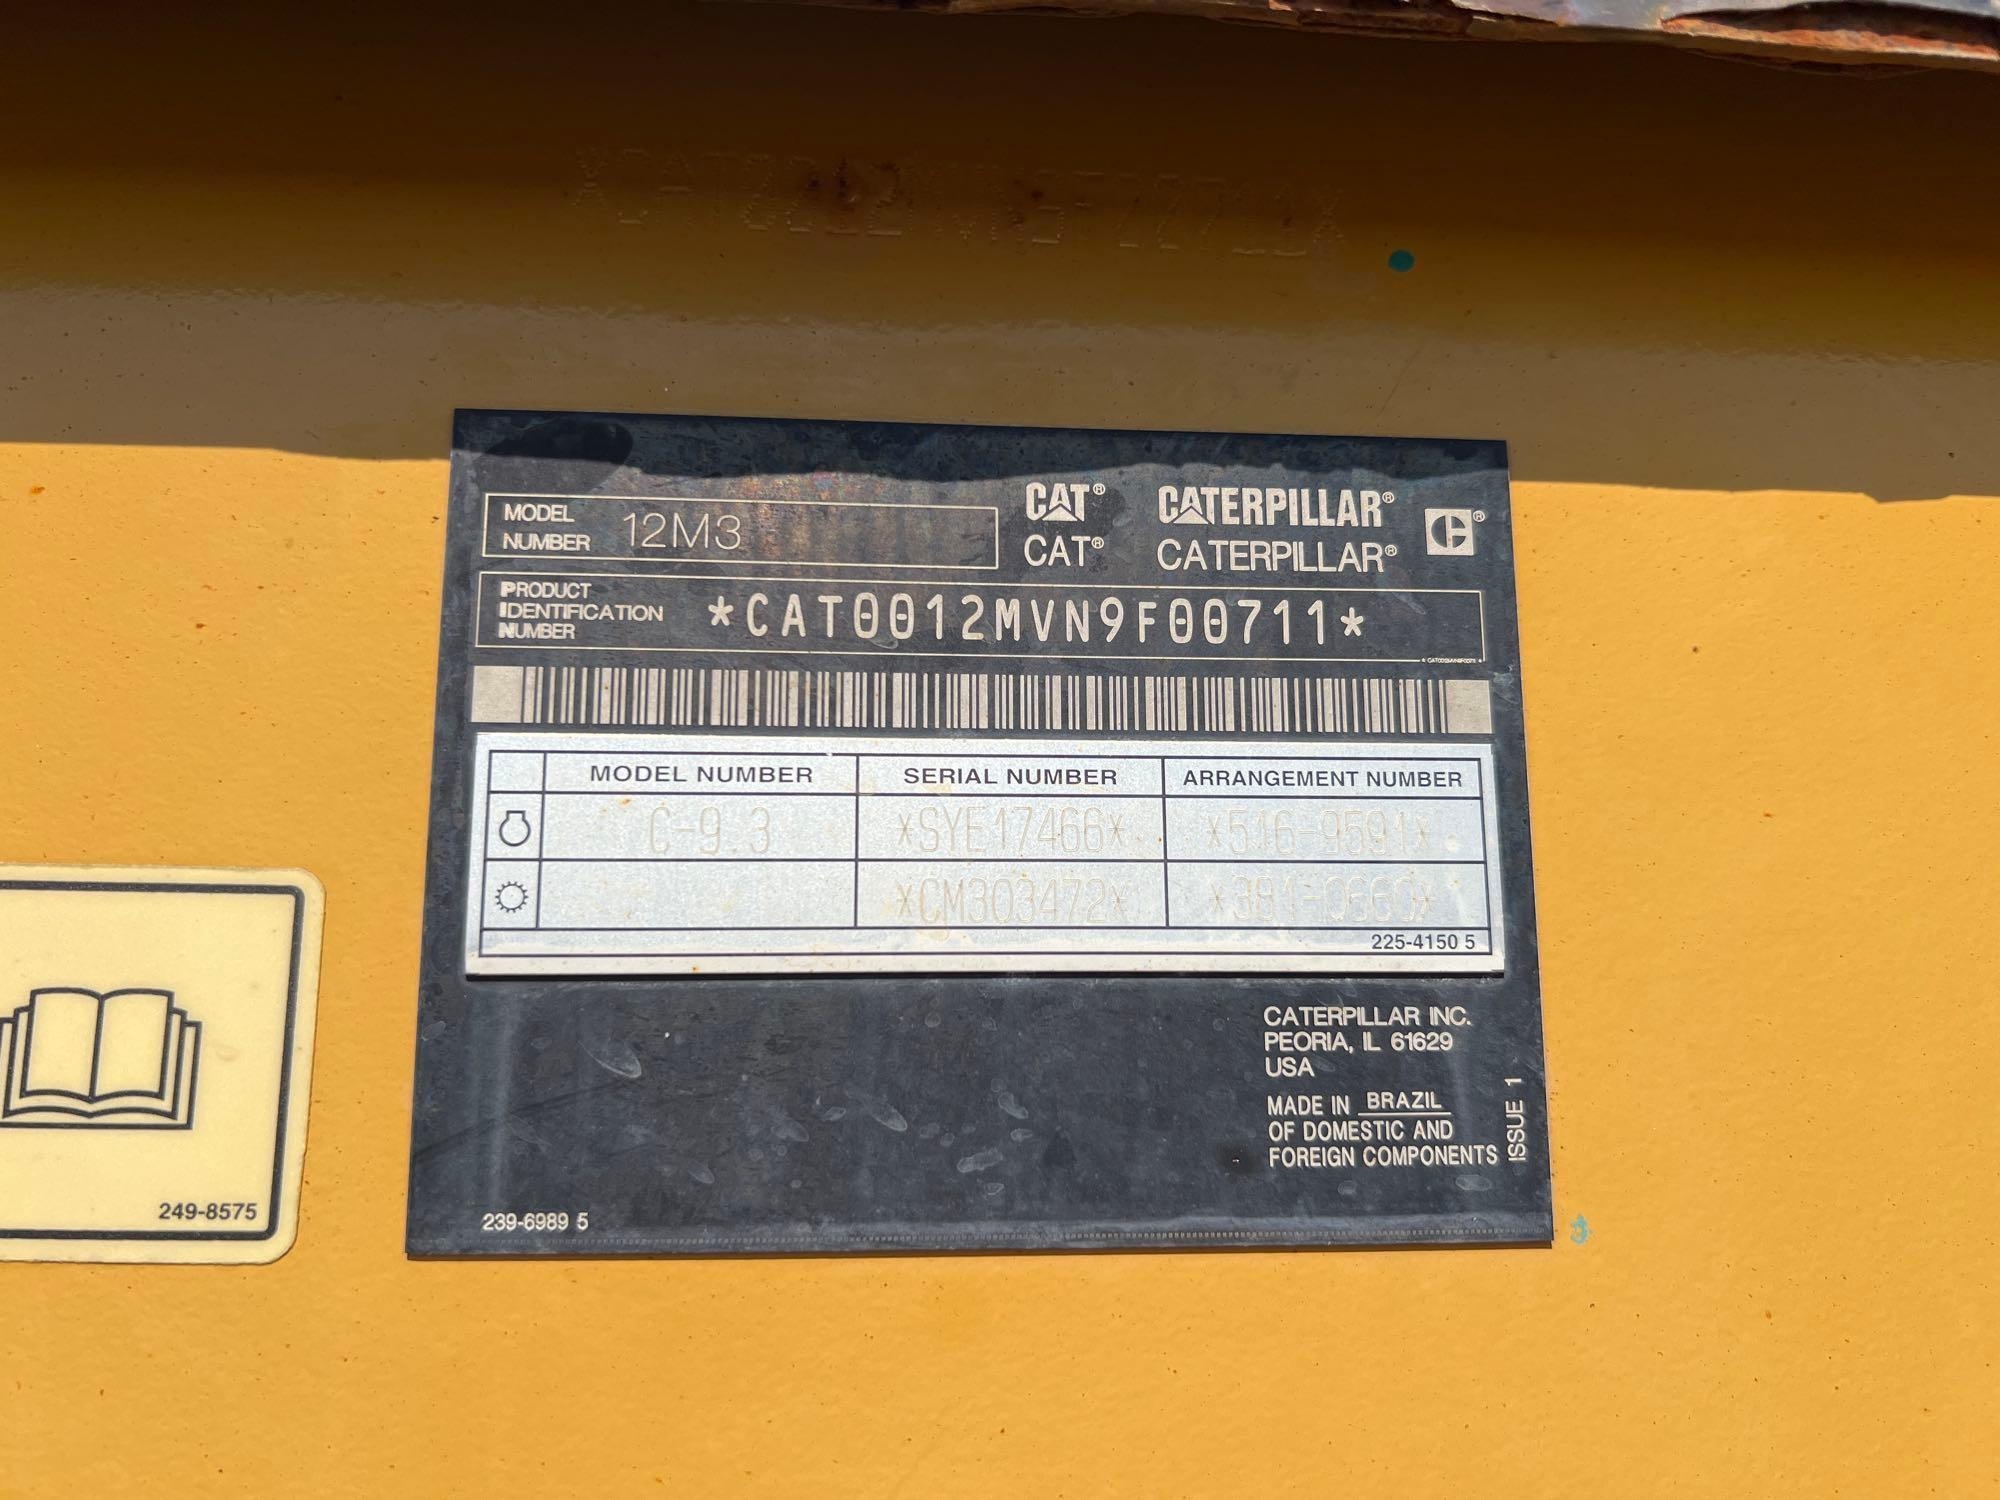 MODEL NUMBER 12M3
CAT® CATERPILLAR®
CAT® CATERPILLAR®
PRODUCT IDENTIFICATION NUMBER *CAT0012MVN9F00711*
MODEL NUMBER SERIAL NUMBER ARRANGEMENT NUMBER
C-9.3 *SYE17466* *516-9591*
*CM303472* *381-0660*
225-4150 5
CATERPILLAR INC.
PEORIA, IL 61629
USA
MADE IN BRAZIL
OF DOMESTIC AND
FOREIGN COMPONENTS
ISSUE 1
239-6989 5
249-8575